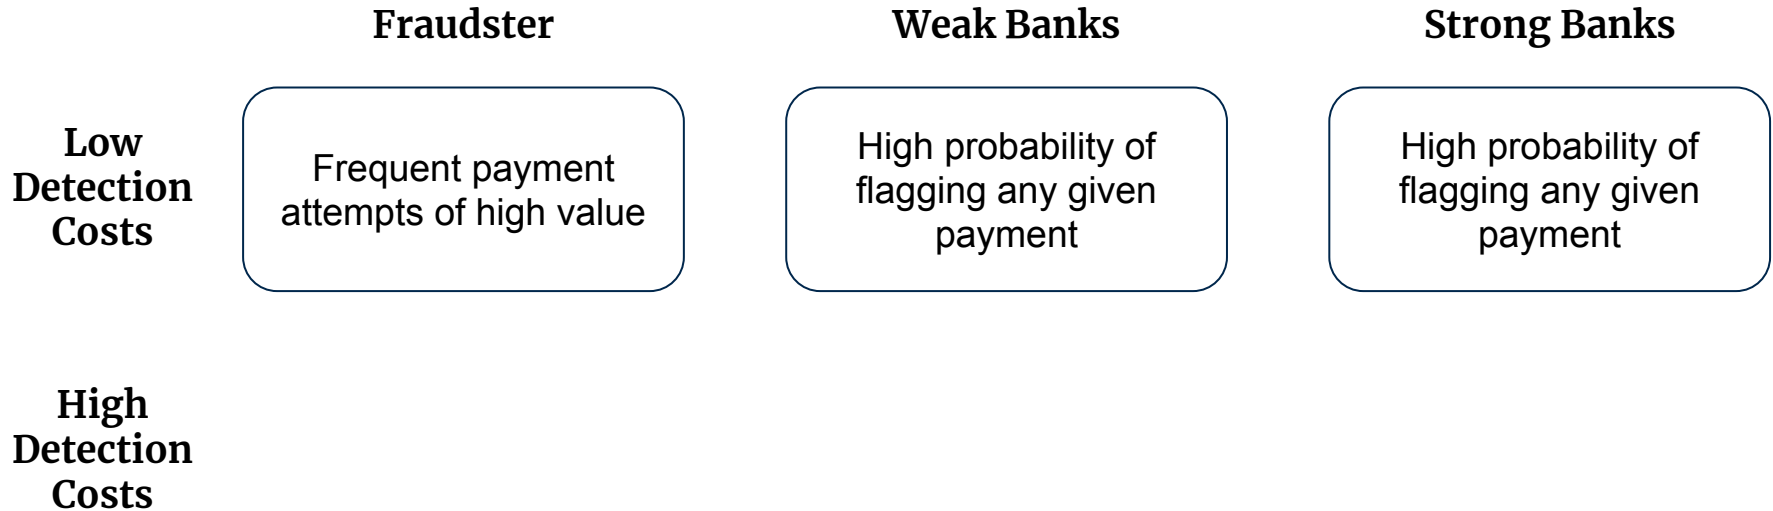 Fraudster
Weak Banks
Strong Banks
Low
Detection
Costs
Frequent payment
attempts of high value
High probability of
flagging any given
payment
High probability of
flagging any given
payment
High
Detection
Costs